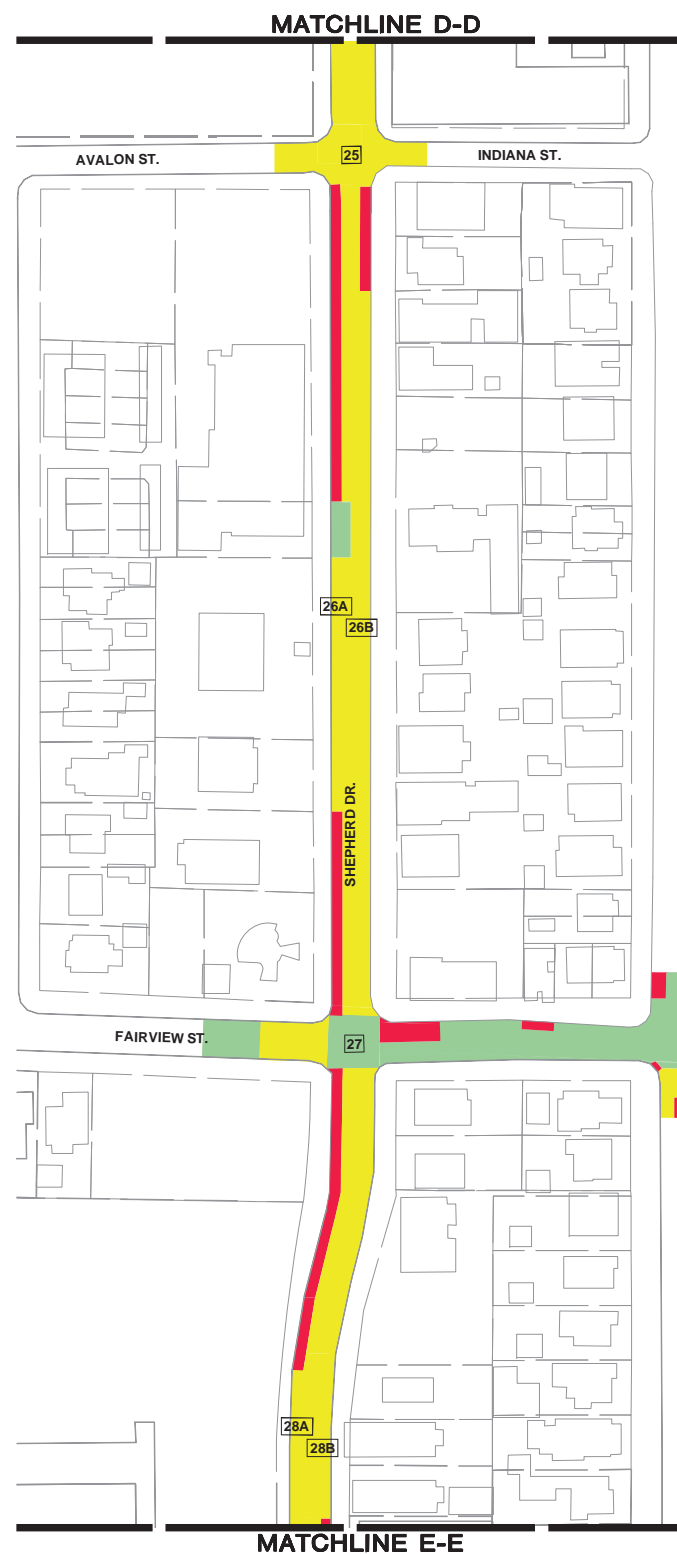 MATCHLINE D-D
AVALON ST.
25
INDIANA ST.
26A
26B
SHEPHERD DR.
FAIRVIEW ST.
27
28A
28B
MATCHLINE E-E